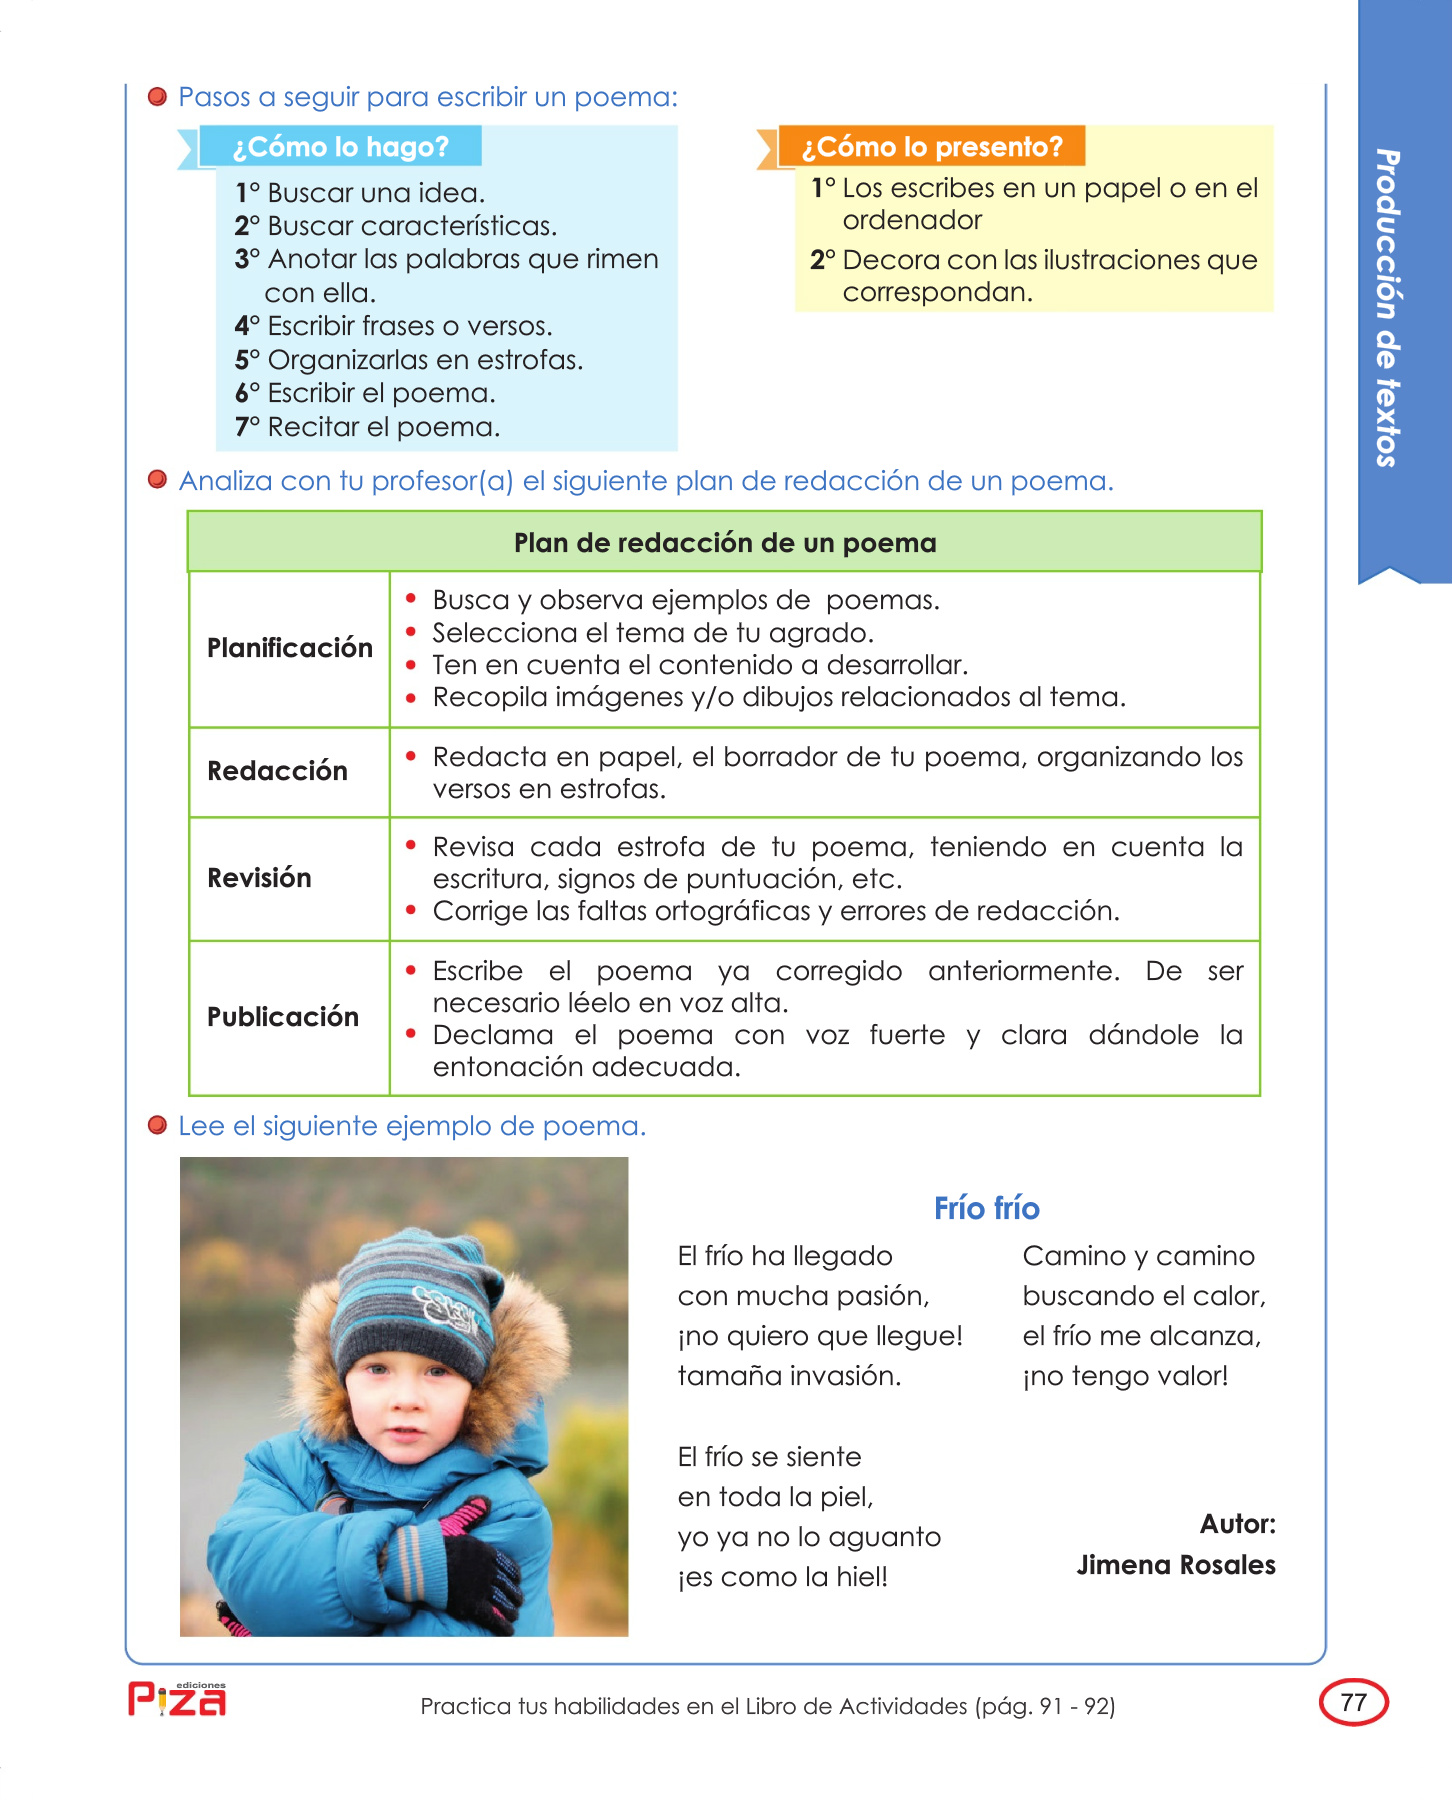 Producción de textos
Pasos a seguir para escribir un poema:
¿Cómo lo hago?
1° Buscar una idea.
2° Buscar características.
3° Anotar las palabras que rimen
con ella.
4° Escribir frases o versos.
5° Organizarlas en estrofas.
6° Escribir el poema.
7° Recitar el poema.
¿Cómo lo presento?
1° Los escribes en un papel o en el
ordenador
2° Decora con las ilustraciones que
correspondan.
Analiza con tu profesor(a) el siguiente plan de redacción de un poema.
Plan de redacción de un poema
Planificación
• Busca y observa ejemplos de poemas.
• Selecciona el tema de tu agrado.
• Ten en cuenta el contenido a desarrollar.
• Recopila imágenes y/o dibujos relacionados al tema.
Redacción
• Redacta en papel, el borrador de tu poema, organizando los
versos en estrofas.
Revisión
• Revisa cada estrofa de tu poema, teniendo en cuenta la
escritura, signos de puntuación, etc.
• Corrige las faltas ortográficas y errores de redacción.
Publicación
• Escribe el poema ya corregido anteriormente. De ser
necesario léelo en voz alta.
• Declama el poema con voz fuerte y clara dándole la
entonación adecuada.
Lee el siguiente ejemplo de poema.
Frío frío
El frío ha llegado
con mucha pasión,
¡no quiero que llegue!
tamaña invasión.
El frío se siente
en toda la piel,
yo ya no lo aguanto
¡es como la hiel!
Camino y camino
buscando el calor,
el frío me alcanza,
¡no tengo valor!
Autor:
Jimena Rosales
ediciones
Piza
Practica tus habilidades en el Libro de Actividades (pág. 91 - 92)
77